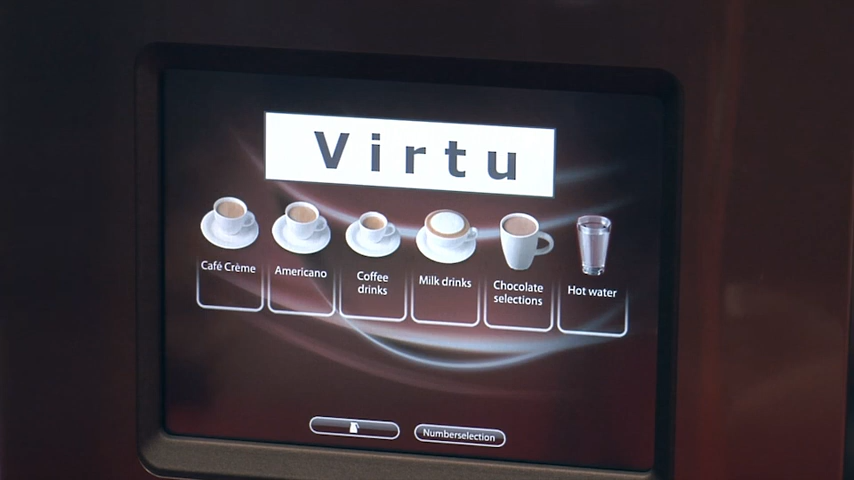 Virtu
Café Crème
Americano
Coffee
drinks
Milk drinks
Chocolate
selections
Hot water
Numberselection